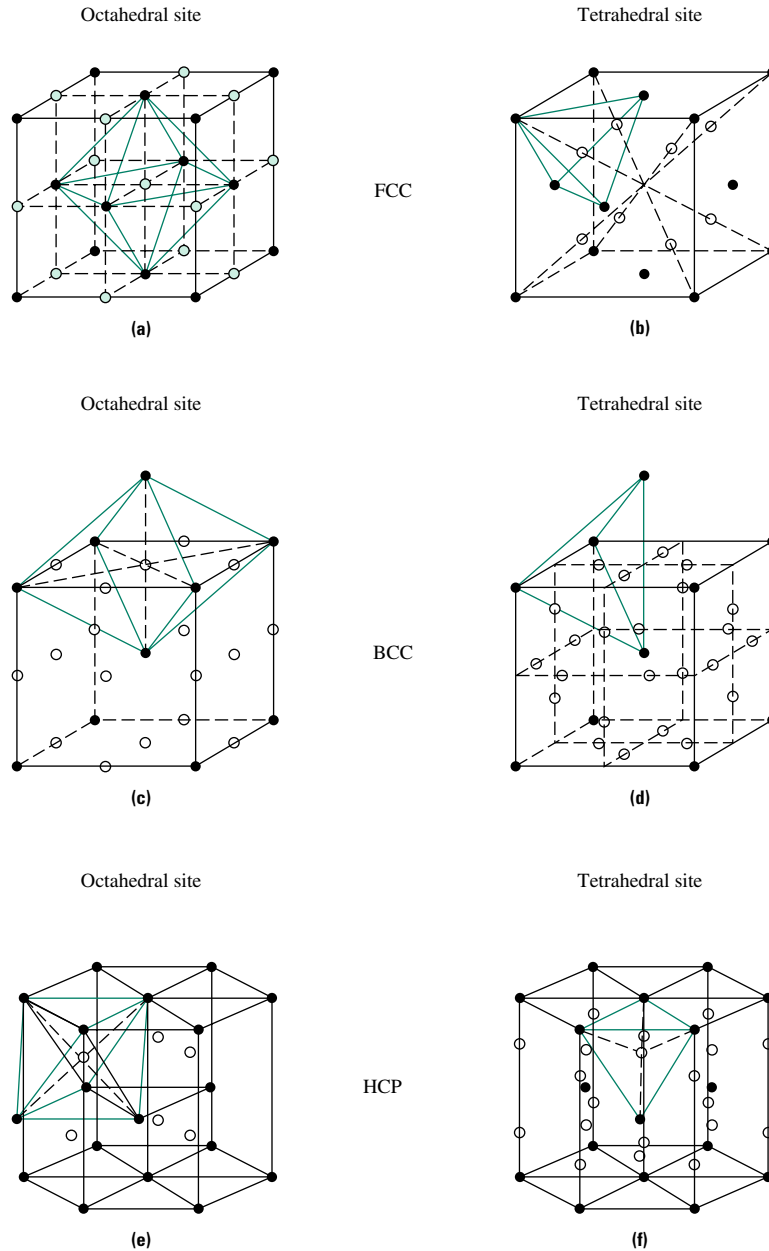 Octahedral site
Tetrahedral site
FCC
(a)
(b)
Octahedral site
Tetrahedral site
BCC
(c)
(d)
Octahedral site
Tetrahedral site
HCP
(e)
(f)